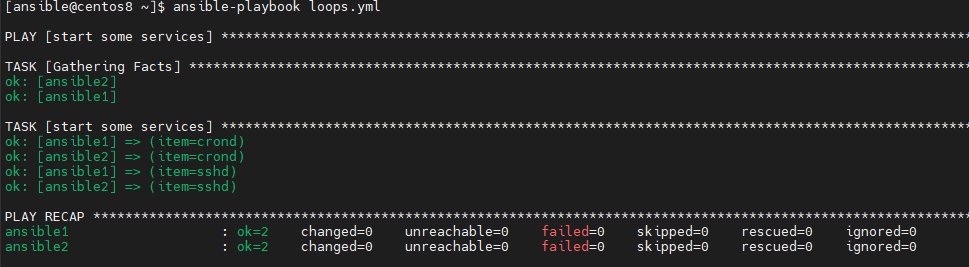 [ansible@centos8 ~]$ ansible-playbook loops.yml
PLAY [start some services] *************************************************************************************************
TASK [Gathering Facts] *****************************************************************************************************
ok: [ansible2]
ok: [ansible1]
TASK [start some services] *************************************************************************************************
ok: [ansible1] => (item=crond)
ok: [ansible2] => (item=crond)
ok: [ansible1] => (item=sshd)
ok: [ansible2] => (item=sshd)
PLAY RECAP *****************************************************************************************************************
ansible1                   : ok=2    changed=0    unreachable=0    failed=0    skipped=0    rescued=0    ignored=0
ansible2                   : ok=2    changed=0    unreachable=0    failed=0    skipped=0    rescued=0    ignored=0